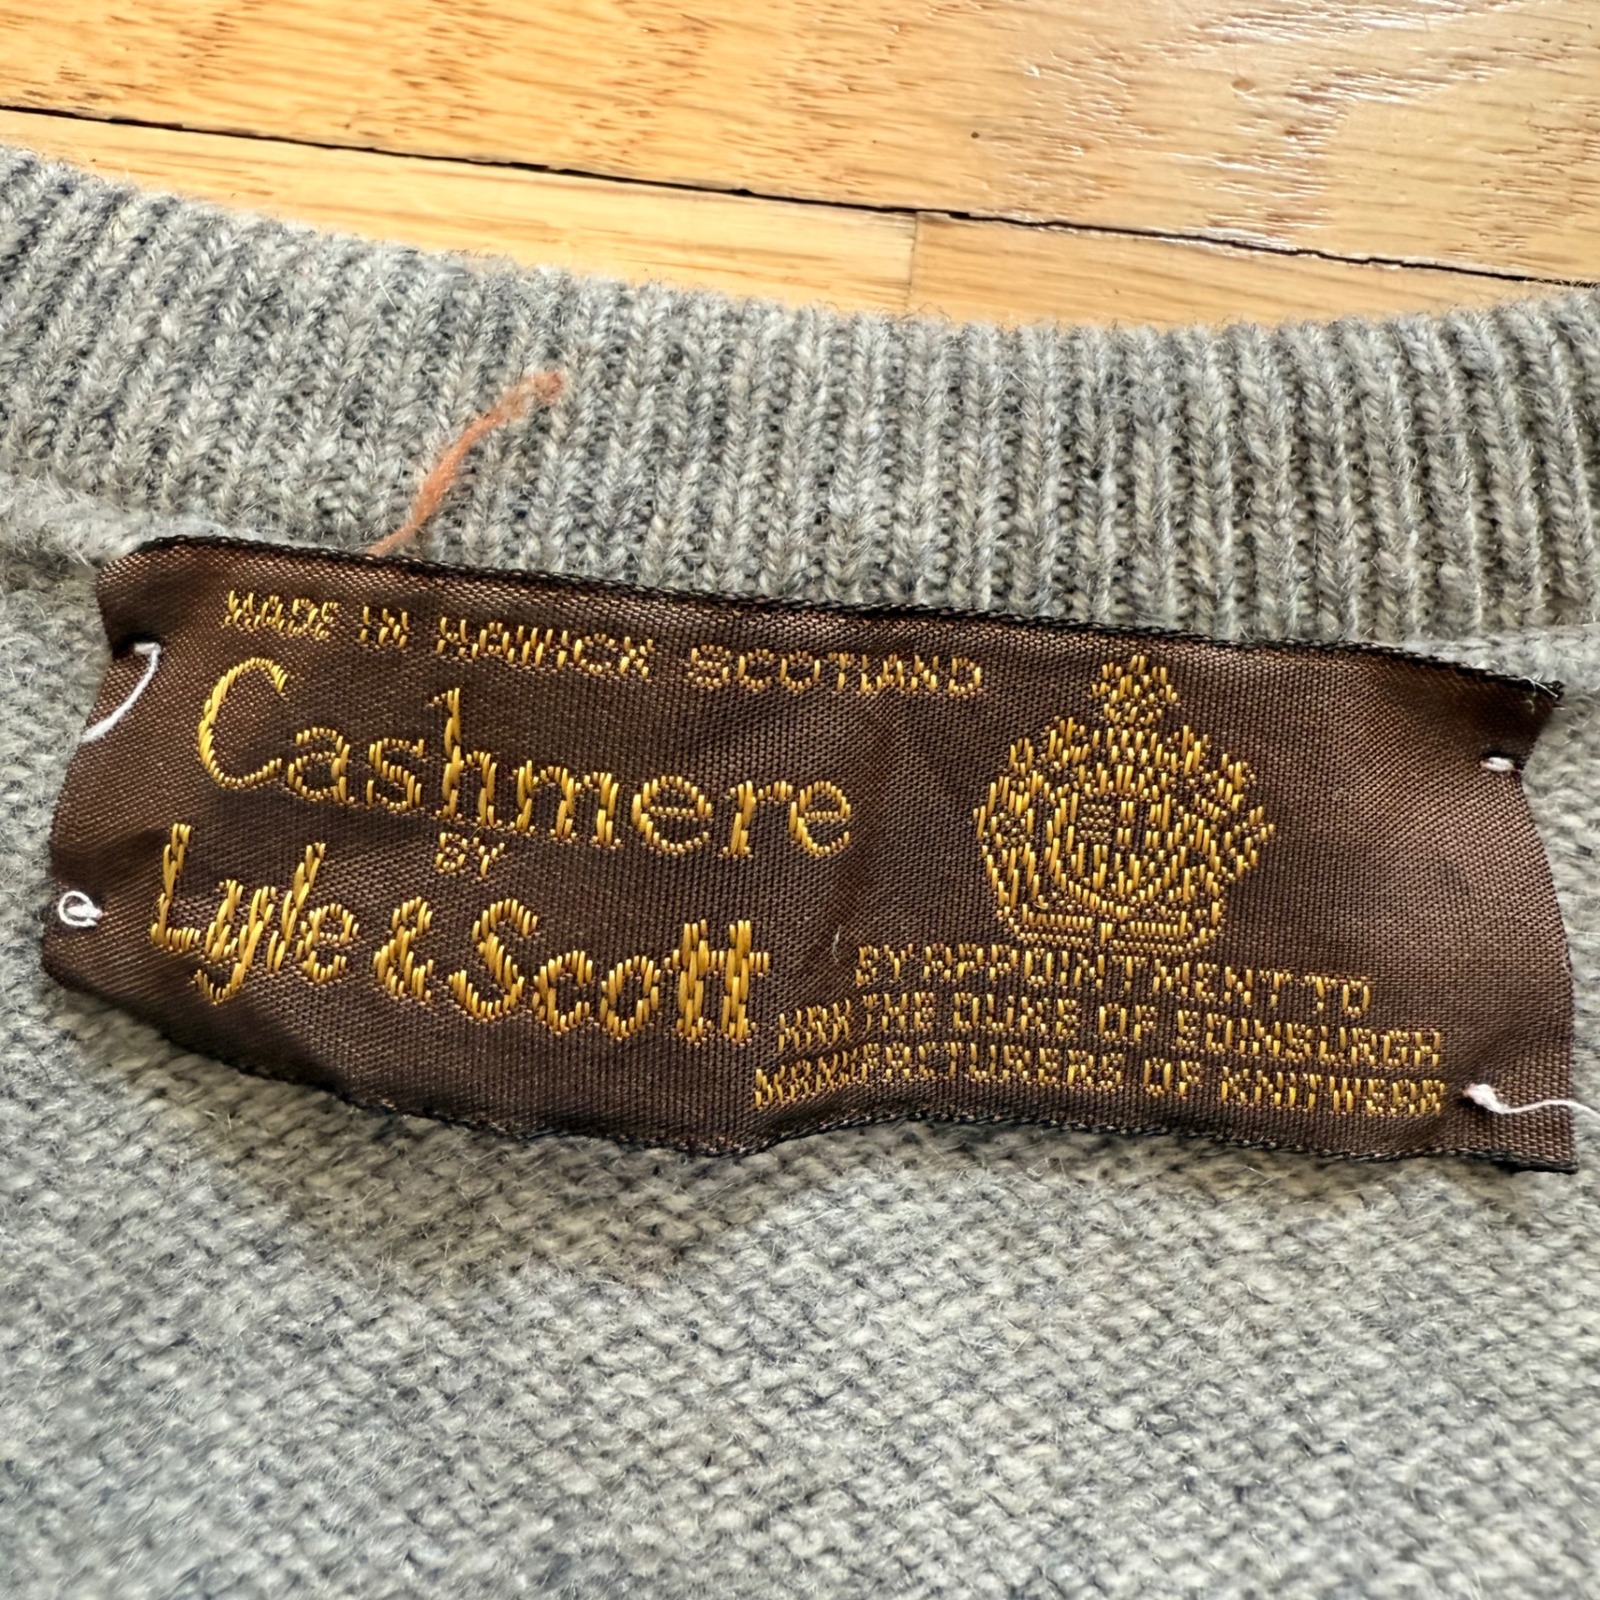 MADE IN HAWICK SCOTLAND
Cashmere
BY
Lyle & Scott
BY APPOINTMENT TO
HRH THE DUKE OF EDINBURGH
MANUFACTURERS OF KNITWEAR